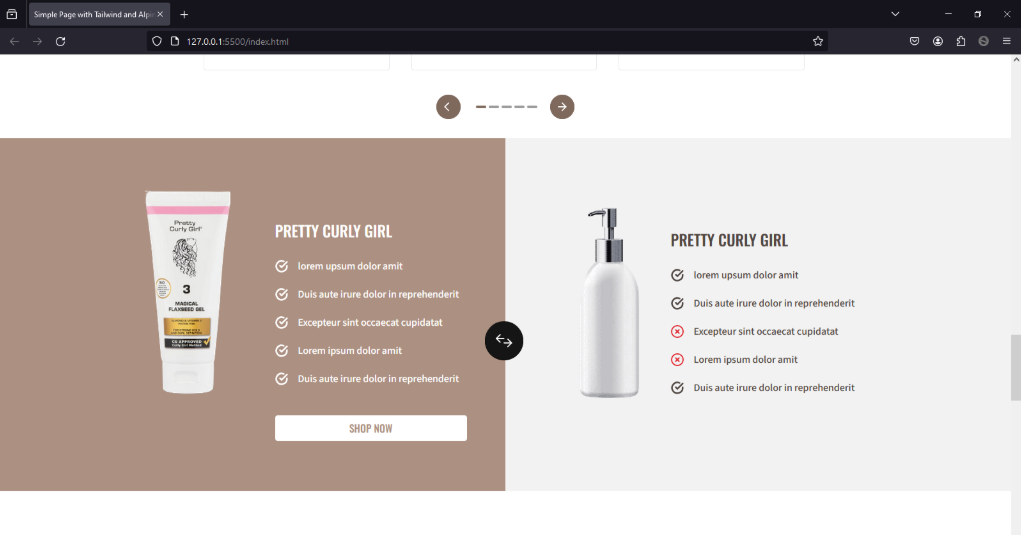 Simple Page with Tailwind and Alpi
127.0.0.1:5500/index.html
Pretty
Curly Girl
3
MAGICAL
FLAXSEED GEL
CG APPROVED
Curly Girl Method
PRETTY CURLY GIRL
lorem upsum dolor amit
Duis aute irure dolor in reprehenderit
Excepteur sint occaecat cupidatat
Lorem ipsum dolor amit
Duis aute irure dolor in reprehenderit
SHOP NOW
PRETTY CURLY GIRL
lorem upsum dolor amit
Duis aute irure dolor in reprehenderit
Excepteur sint occaecat cupidatat
Lorem ipsum dolor amit
Duis aute irure dolor in reprehenderit